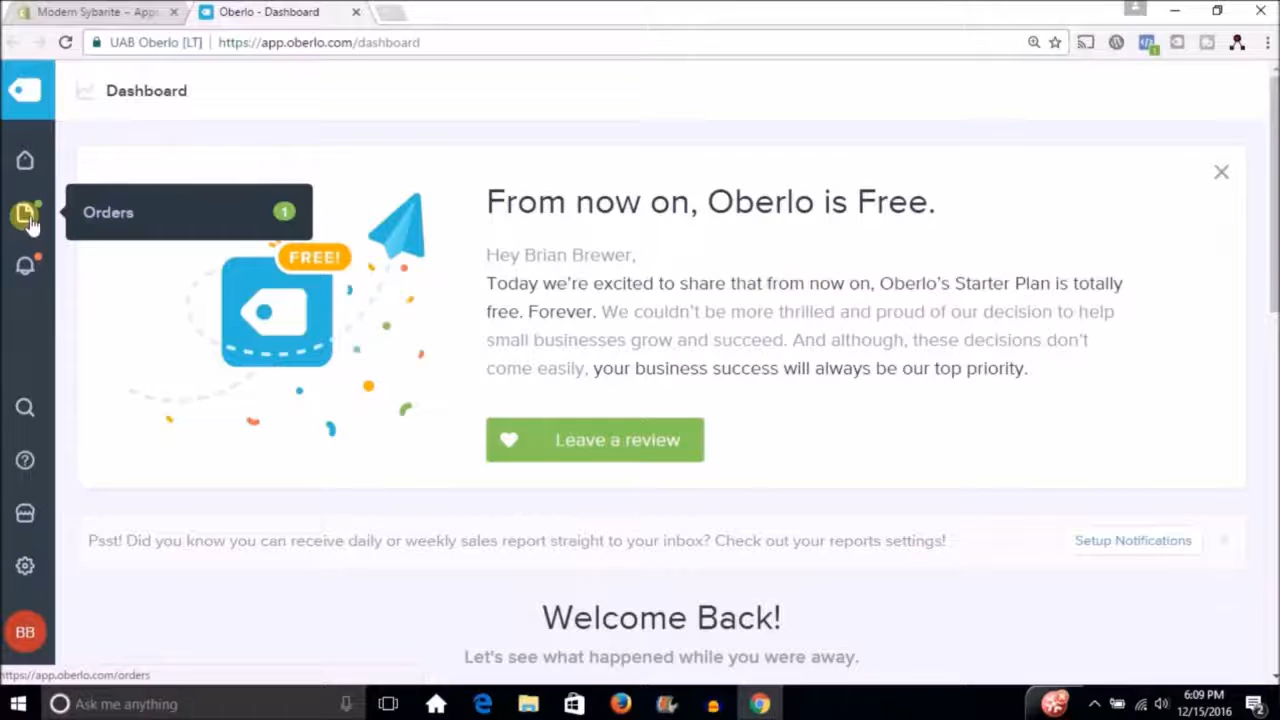 Modern Sybarite ~ App
Oberlo - Dashboard
UAB Oberlo [LT]
https://app.oberlo.com/dashboard
Dashboard
Orders
1
FREE!
From now on, Oberlo is Free.
Hey Brian Brewer,
Today we're excited to share that from now on, Oberlo's Starter Plan is totally
free. Forever. We couldn't be more thrilled and proud of our decision to help
small businesses grow and succeed. And although, these decisions don't
come easily, your business success will always be our top priority.
Leave a review
Psst! Did you know you can receive daily or weekly sales report straight to your inbox? Check out your reports settings!
Setup Notifications
Welcome Back!
Let's see what happened while you were away.
BB
https://app.oberlo.com/orders
Ask me anything
6:09 PM
12/15/2016
2